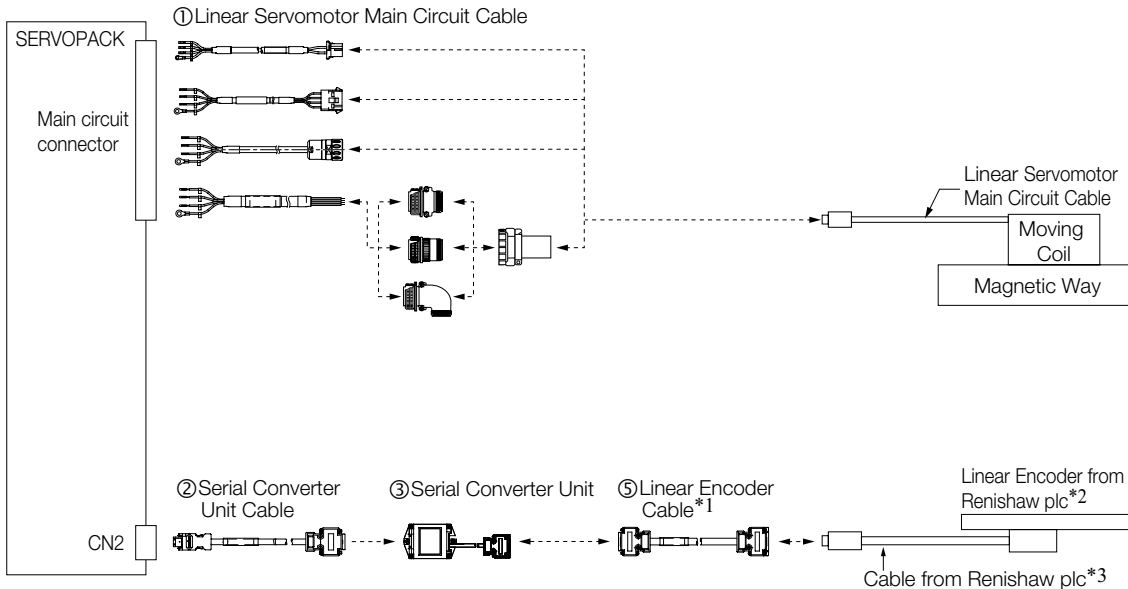 ①Linear Servomotor Main Circuit Cable
SERVOPACK
Main circuit
connector
Linear Servomotor
Main Circuit Cable
Moving
Coil
Magnetic Way
②Serial Converter
Unit Cable
③Serial Converter Unit
⑤Linear Encoder
Cable*1
Linear Encoder from
Renishaw plc*2
CN2
Cable from Renishaw plc*3